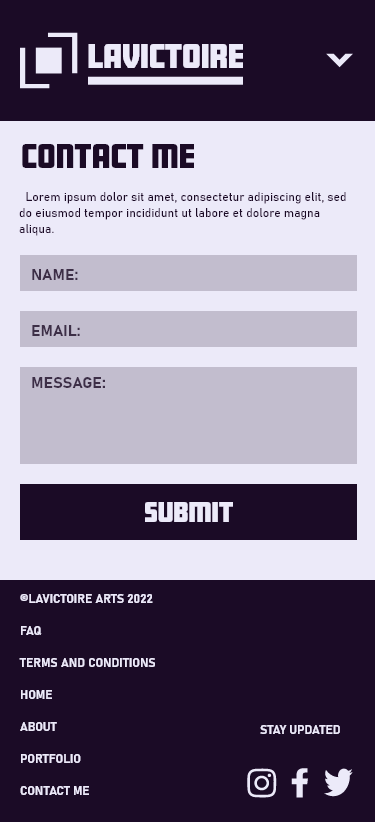 LAVICTOIRE
CONTACT ME
Lorem ipsum dolor sit amet, consectetur adipiscing elit, sed
do eiusmod tempor incididunt ut labore et dolore magna
aliqua.
NAME:
EMAIL:
MESSAGE:
SUBMIT
©LAVICTOIRE ARTS 2022
FAQ
TERMS AND CONDITIONS
HOME
ABOUT
STAY UPDATED
PORTFOLIO
CONTACT ME